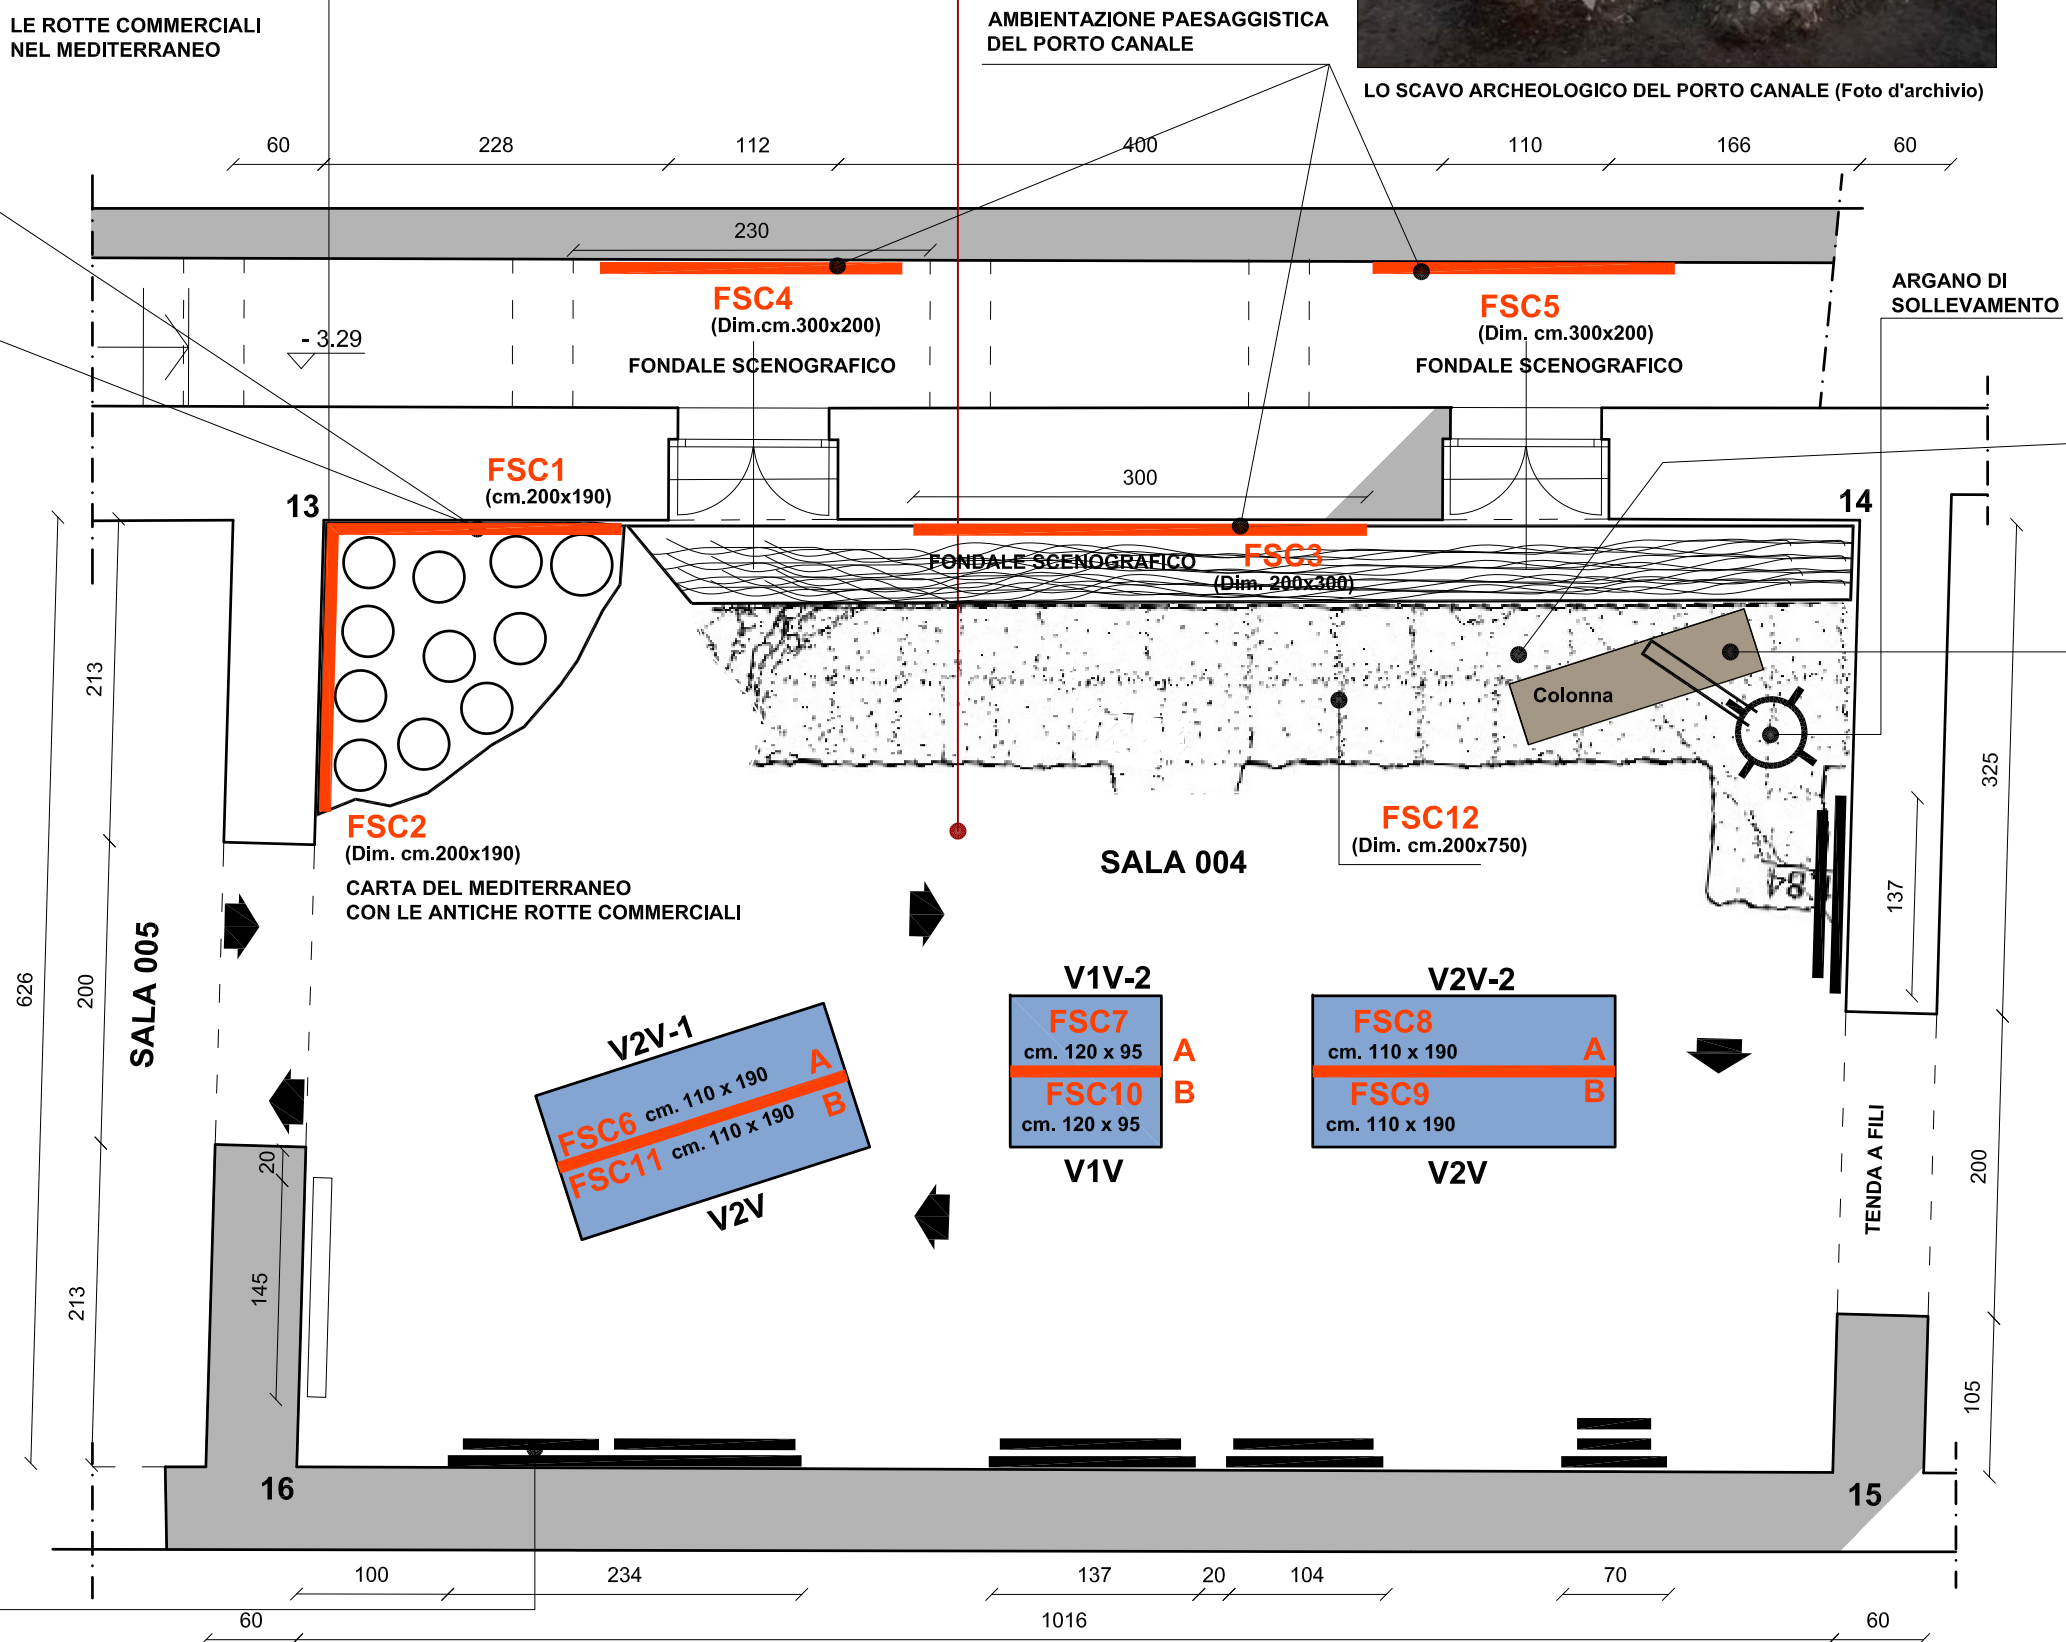 LE ROTTE COMMERCIALI
NEL MEDITERRANEO
AMBIENTAZIONE PAESAGGISTICA
DEL PORTO CANALE
LO SCAVO ARCHEOLOGICO DEL PORTO CANALE (Foto d'archivio)
60
228
112
400
110
166
60
230
FSC4
(Dim.cm.300x200)
FONDALE SCENOGRAFICO
FSC5
(Dim. cm.300x200)
FONDALE SCENOGRAFICO
ARGANO DI
SOLLEVAMENTO
- 3.29
FSC1
(cm.200x190)
300
13
14
FONDALE SCENOGRAFICO
FSC3
(Dim. 200x300)
Colonna
213
626
200
213
SALA 005
FSC2
(Dim. cm.200x190)
CARTA DEL MEDITERRANEO
CON LE ANTICHE ROTTE COMMERCIALI
FSC12
(Dim. cm.200x750)
SALA 004
325
137
200
105
TENDA A FILI
V2V-1
FSC6 cm. 110 x 190
A
FSC11 cm. 110 x 190
B
V2V
V1V-2
FSC7
cm. 120 x 95
A
FSC10
B
cm. 120 x 95
V1V
V2V-2
FSC8
cm. 110 x 190
A
FSC9
B
cm. 110 x 190
V2V
20
145
16
15
100
234
137
20
104
70
60
1016
60